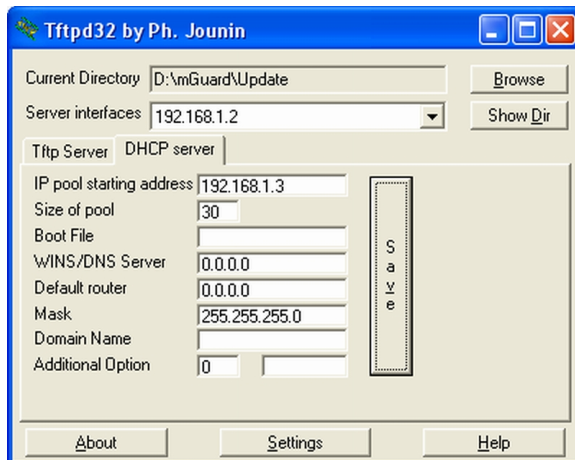 Tftpd32 by Ph. Jounin
Current Directory D:\mGuard\Update Browse
Server interfaces 192.168.1.2 Show Dir
Tftp Server DHCP server
IP pool starting address 192.168.1.3
Size of pool 30
Boot File
WINS/DNS Server 0.0.0.0
Default router 0.0.0.0
Mask 255.255.255.0
Domain Name
Additional Option 0
Save
About Settings Help